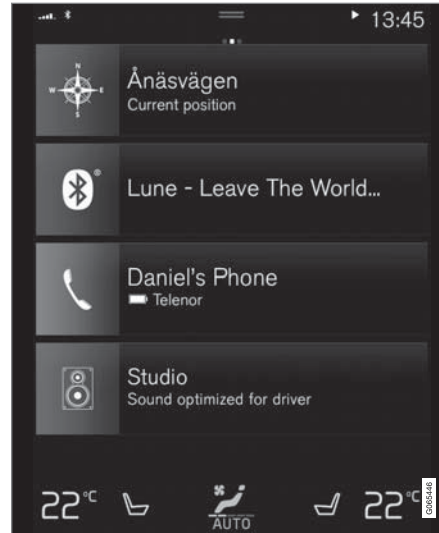 13:45
N
W E
S
Ånäsvägen
Current position
®
Lune - Leave The World...
Daniel's Phone
Telenor
Studio
Sound optimized for driver
22°C AUTO 22°C
G065446